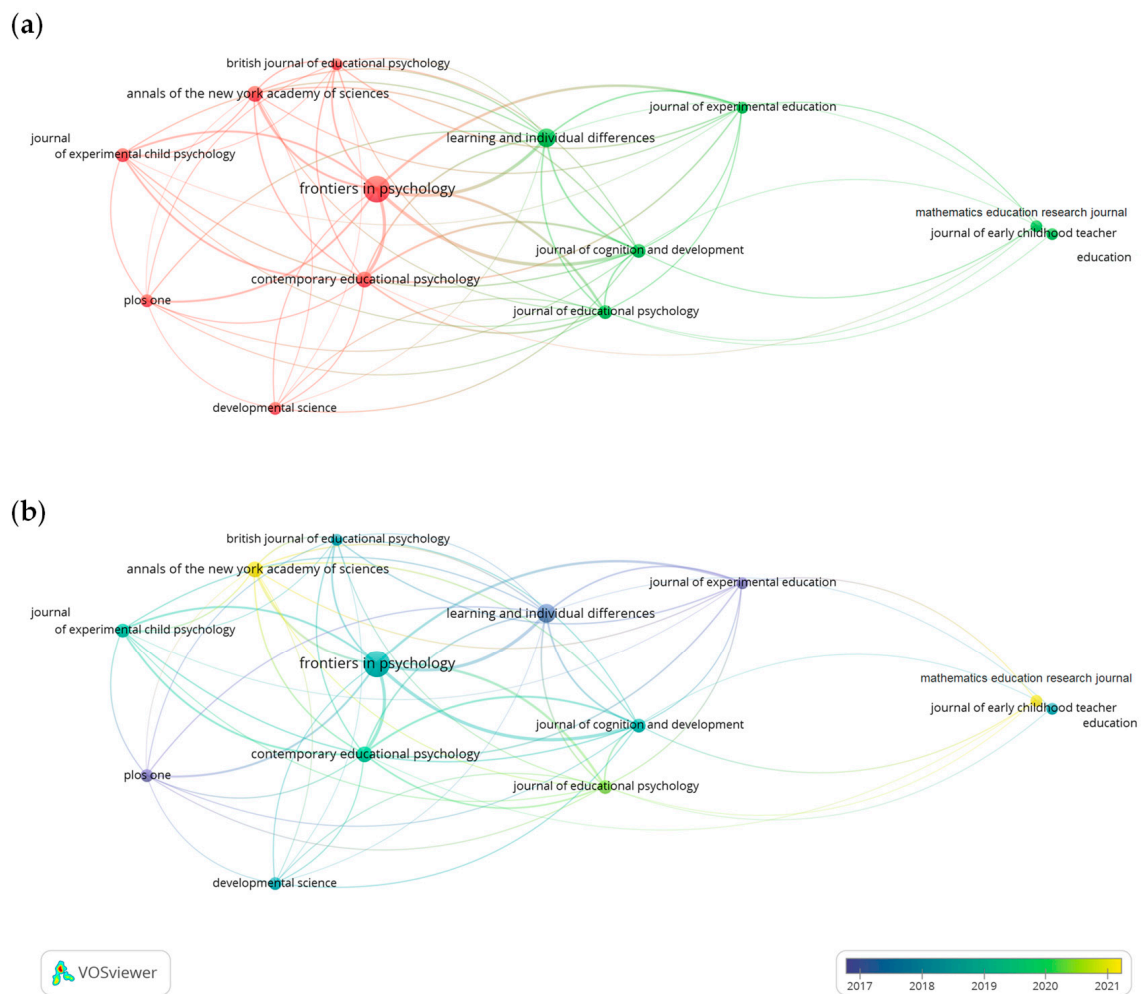 (a)
british journal of educational psychology
annals of the new york academy of sciences
journal of experimental education
journal
learning and individual differences
of experimental child psychology
frontiers in psychology
mathematics education research journal
journal of early childhood teacher
journal of cognition and development
education
contemporary educational psychology
plos one
journal of educational psychology
developmental science
(b)
british journal of educational psychology
annals of the new york academy of sciences
journal of experimental education
journal
learning and individual differences
of experimental child psychology
frontiers in psychology
mathematics education research journal
journal of early childhood teacher
education
journal of cognition and development
contemporary educational psychology
plos one
journal of educational psychology
developmental science
VOSviewer
2017 2018 2019 2020 2021